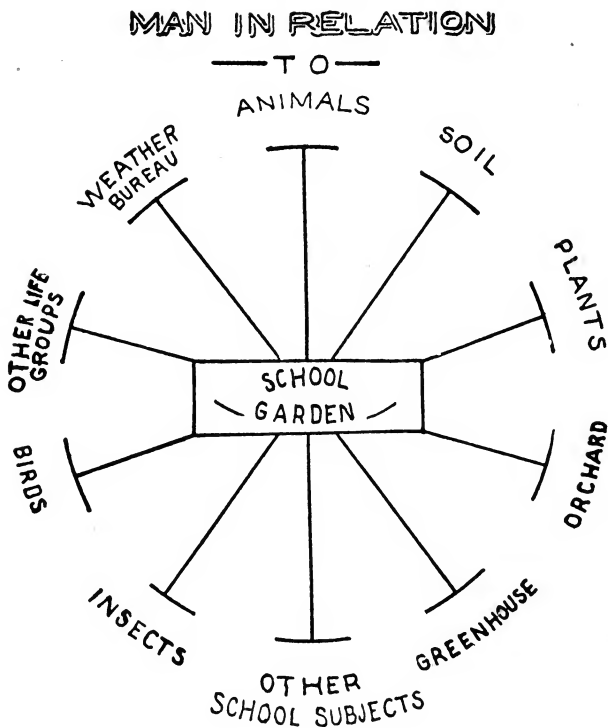 MAN IN RELATION
TO
ANIMALS
SOIL
PLANTS
ORCHARD
GREENHOUSE
OTHER
SCHOOL SUBJECTS
INSECTS
BIRDS
OTHER LIFE
GROUPS
WEATHER
BUREAU
SCHOOL
GARDEN